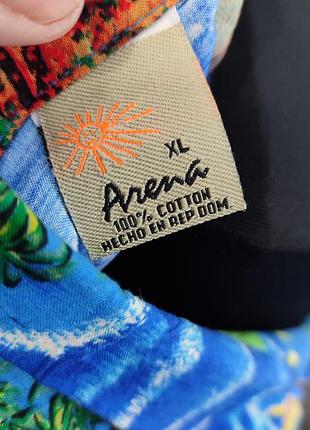 XL
Arena
100% COTTON
HECHO EN REP DOM